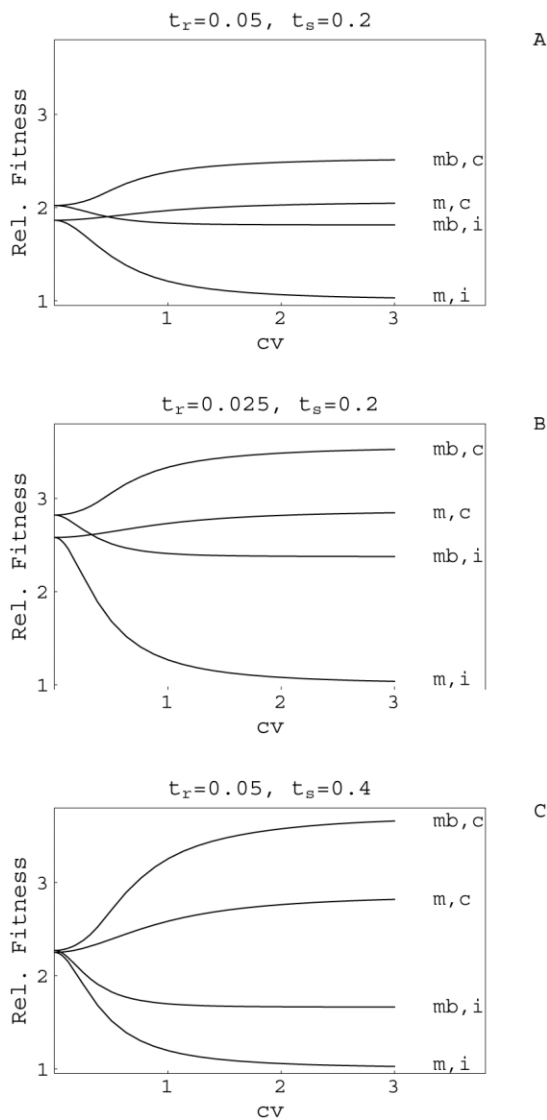 t_r=0.05, t_s=0.2
A
Rel. Fitness
3
2
1
mb,c
m,c
mb,i
m,i
1 2 3
CV
t_r=0.025, t_s=0.2
B
Rel. Fitness
3
2
1
mb,c
m,c
mb,i
m,i
1 2 3
CV
t_r=0.05, t_s=0.4
C
Rel. Fitness
3
2
1
mb,c
m,c
mb,i
m,i
1 2 3
CV